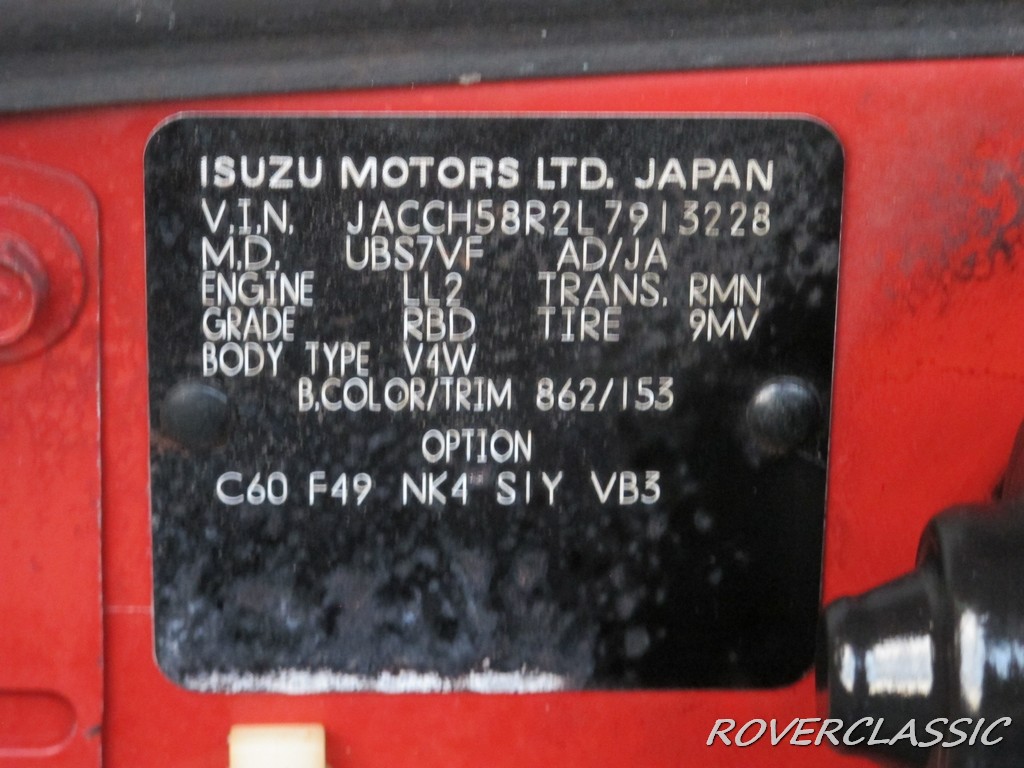 ISUZU MOTORS LTD. JAPAN
V.I.N. JACCH58R2L7913228
M.D. UBS7VF AD/JA
ENGINE LL2 TRANS. RMN
GRADE RBD TIRE 9MV
BODY TYPE V4W
B.COLOR/TRIM 862/153
OPTION
C60 F49 NK4 S1Y VB3
ROVERCLASSIC